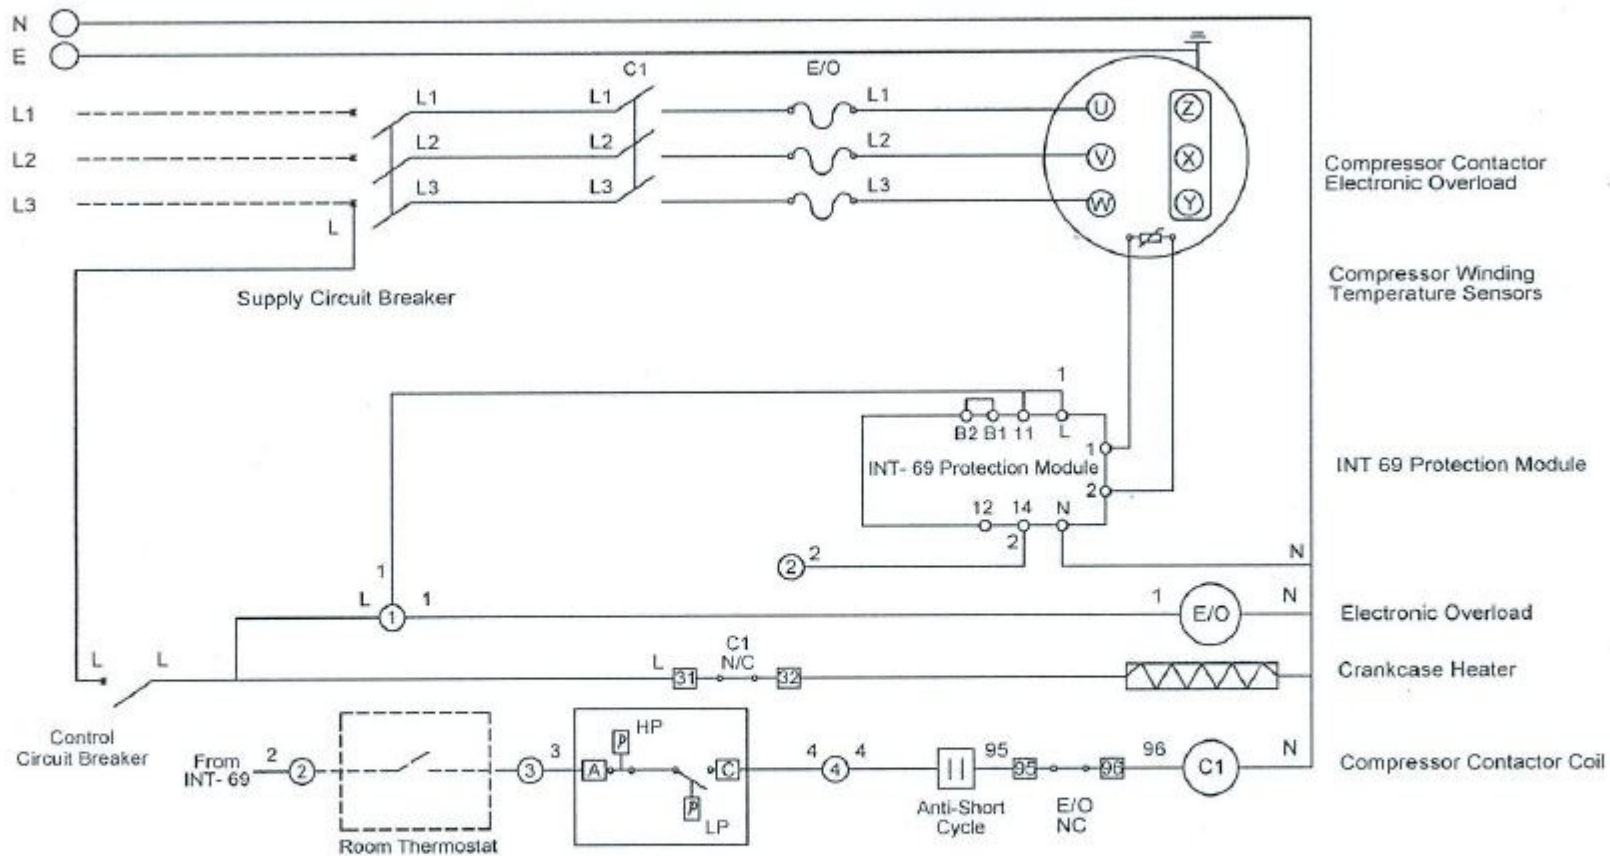 N
E
C1 E/O
L1 L1 L1 L1 U Z
L2 L2 L2 L2 V X
L3 L3 L3 L3 W Y
Compressor Contactor
Electronic Overload
L
Supply Circuit Breaker
Compressor Winding
Temperature Sensors
1
B2 B1 11 L
1
INT- 69 Protection Module
2
INT 69 Protection Module
12 14 N
2
2 2
N
1
L 1 1
1 E/O N
Electronic Overload
L L
C1
N/C
L 31 32
Crankcase Heater
Control
Circuit Breaker
From
INT- 69
2 2
Room Thermostat
3 3
HP
P
A C
P
LP
4 4 4
Anti-Short
Cycle
95 95 96 96
E/O
NC
C1 N
Compressor Contactor Coil